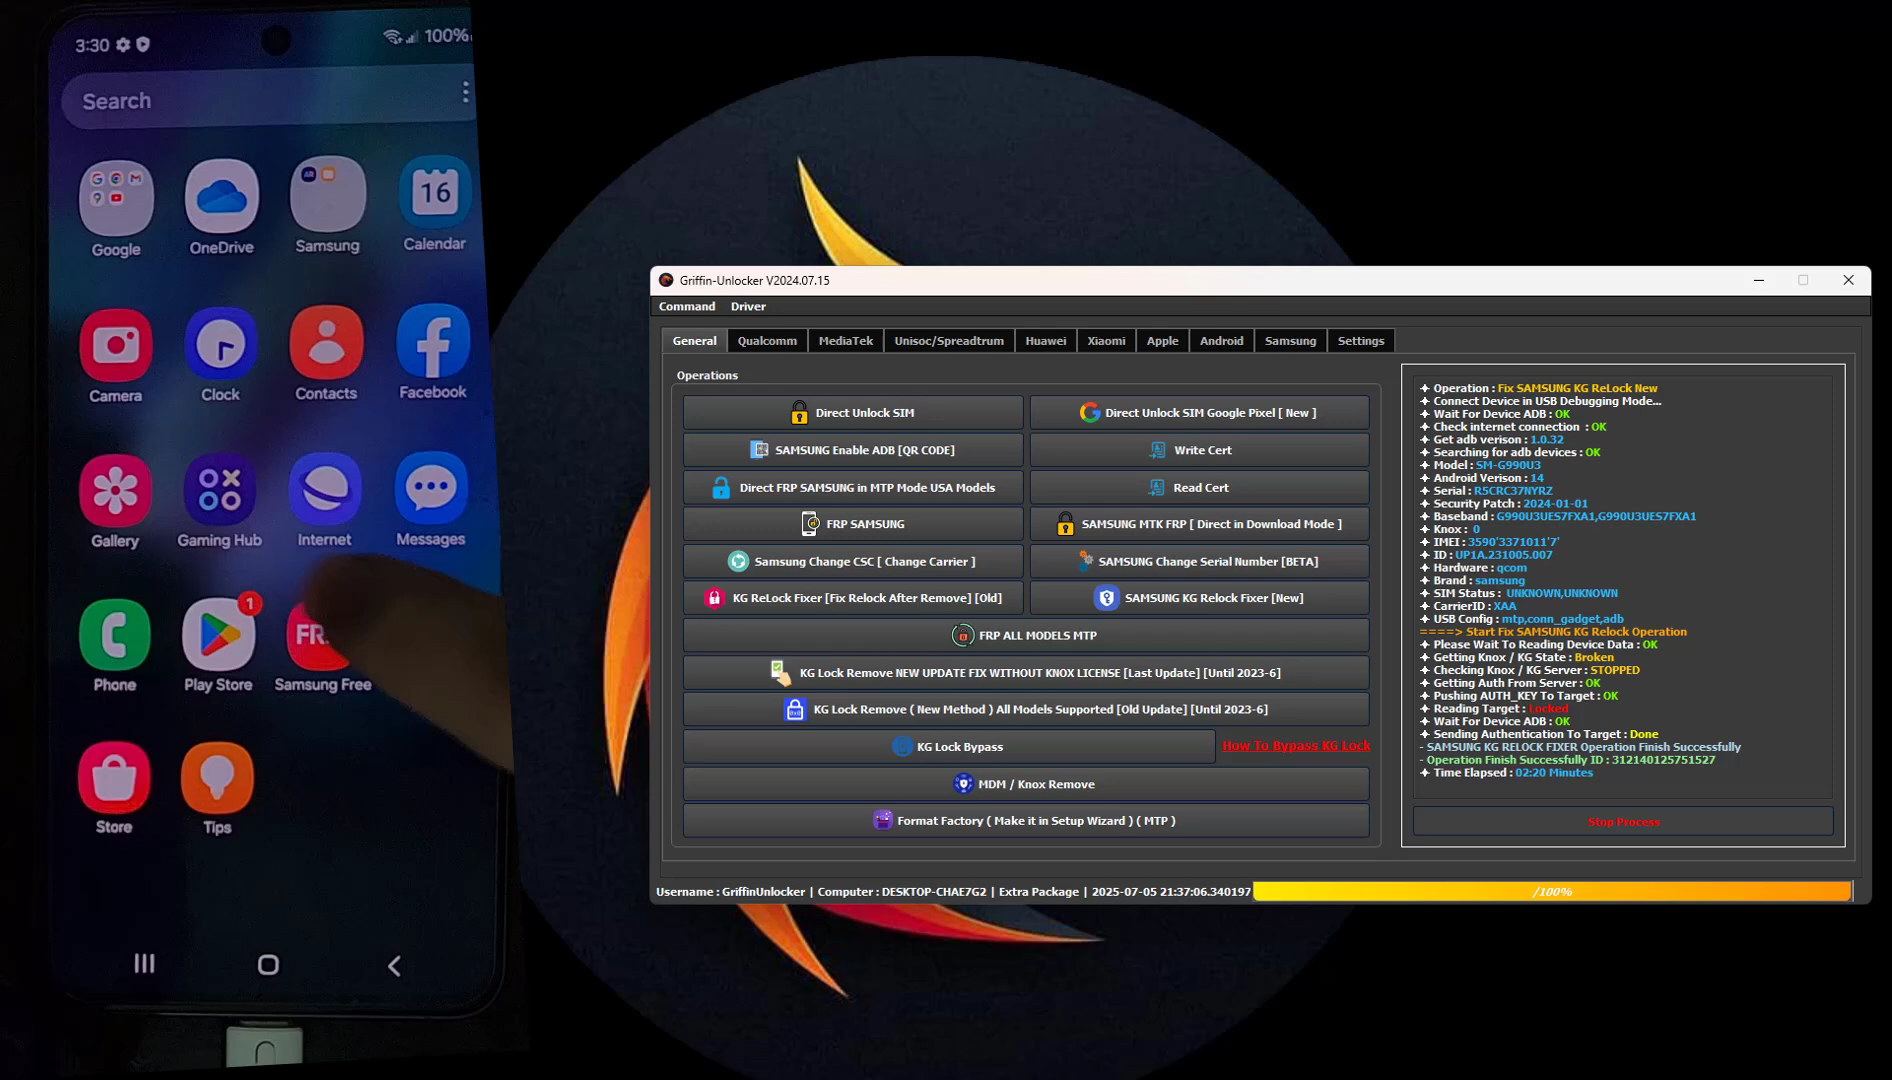 3:30
100%
Search
16
Google
OneDrive
Samsung
Calendar
Camera
Clock
Contacts
Facebook
Gallery
Gaming Hub
Internet
Messages
1
FR
Phone
Play Store
Samsung Free
Store
Tips
Griffin-Unlocker V2024.07.15
Command Driver
General Qualcomm MediaTek Unisoc/Spreadtrum Huawei Xiaomi Apple Android Samsung Settings
Operations
Direct Unlock SIM
Direct Unlock SIM Google Pixel [ New ]
SAMSUNG Enable ADB [QR CODE]
Write Cert
Direct FRP SAMSUNG in MTP Mode USA Models
Read Cert
FRP SAMSUNG
SAMSUNG MTK FRP [ Direct in Download Mode ]
Samsung Change CSC [ Change Carrier ]
SAMSUNG Change Serial Number [BETA]
KG ReLock Fixer [Fix Relock After Remove] [Old]
SAMSUNG KG Relock Fixer [New]
FRP ALL MODELS MTP
KG Lock Remove NEW UPDATE FIX WITHOUT KNOX LICENSE [Last Update] [Until 2023-6]
KG Lock Remove ( New Method ) All Models Supported [Old Update] [Until 2023-6]
KG Lock Bypass
How To Bypass KG Lock
MDM / Knox Remove
Format Factory ( Make it in Setup Wizard ) ( MTP )
Operation : Fix SAMSUNG KG ReLock New
Connect Device in USB Debugging Mode...
Wait For Device ADB : OK
Check internet connection : OK
Get adb verison : 1.0.32
Searching for adb devices : OK
Model : SM-G990U3
Android Verison : 14
Serial : R5CRC37NYRZ
Security Patch : 2024-01-01
Baseband : G990U3UES7FXA1,G990U3UES7FXA1
Knox : 0
IMEI : 3590'3371011'7'
ID : UP1A.231005.007
Hardware : qcom
Brand : samsung
SIM Status : UNKNOWN,UNKNOWN
CarrierID : XAA
USB Config : mtp,conn_gadget,adb
====> Start Fix SAMSUNG KG Relock Operation
Please Wait To Reading Device Data : OK
Getting Knox / KG State : Broken
Checking Knox / KG Server : STOPPED
Getting Auth From Server : OK
Pushing AUTH_KEY To Target : OK
Reading Target : Locked
Wait For Device ADB : OK
Sending Authentication To Target : Done
- SAMSUNG KG RELOCK FIXER Operation Finish Successfully
- Operation Finish Successfully ID : 312140125751527
Time Elapsed : 02:20 Minutes
Stop Process
Username : GriffinUnlocker | Computer : DESKTOP-CHAE7G2 | Extra Package | 2025-07-05 21:37:06.340197
/100%